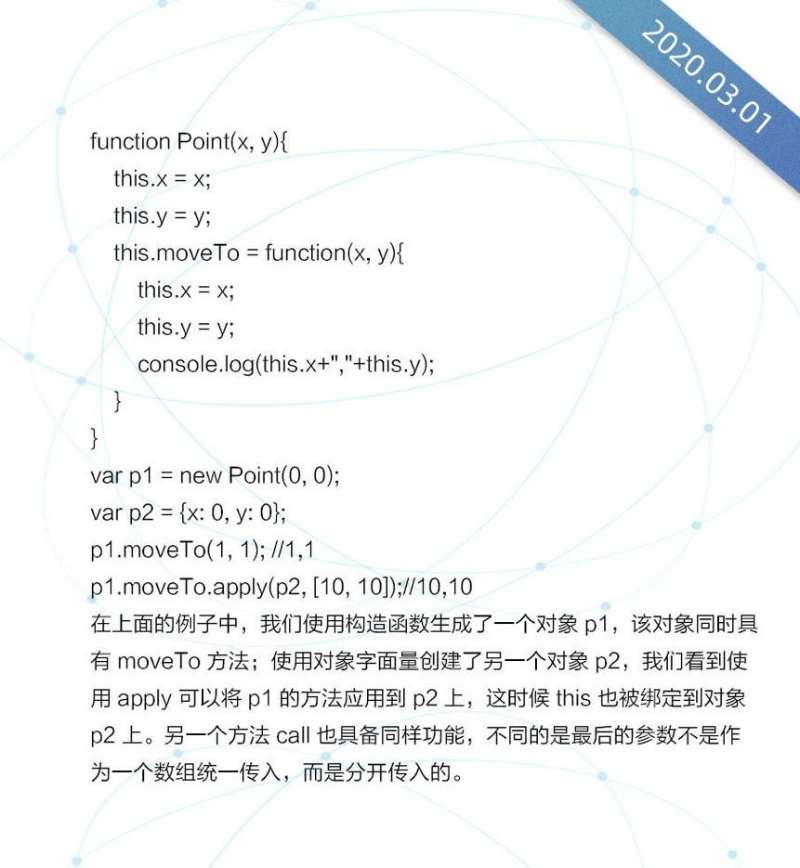 2020.03.01
function Point(x, y){
this.x = x;
this.y = y;
this.moveTo = function(x, y){
this.x = x;
this.y = y;
console.log(this.x+","+this.y);
}
}
var p1 = new Point(0, 0);
var p2 = {x: 0, y: 0};
p1.moveTo(1, 1); //1,1
p1.moveTo.apply(p2, [10, 10]);//10,10
在上面的例子中，我们使用构造函数生成了一个对象 p1，该对象同时具
有 moveTo 方法；使用对象字面量创建了另一个对象 p2，我们看到使
用 apply 可以将 p1 的方法应用到 p2 上，这时候 this 也被绑定到对象
p2 上。另一个方法 call 也具备同样功能，不同的是最后的参数不是作
为一个数组统一传入，而是分开传入的。